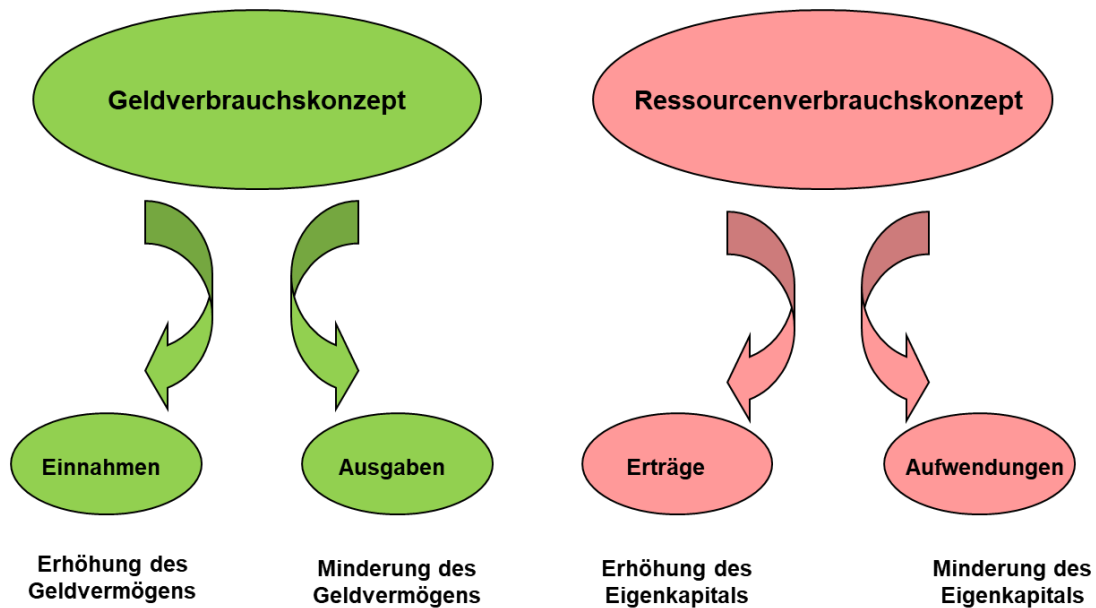 Geldverbrauchskonzept
Ressourcenverbrauchskonzept
Einnahmen
Ausgaben
Erträge
Aufwendungen
Erhöhung des
Geldvermögens
Minderung des
Geldvermögens
Erhöhung des
Eigenkapitals
Minderung des
Eigenkapitals